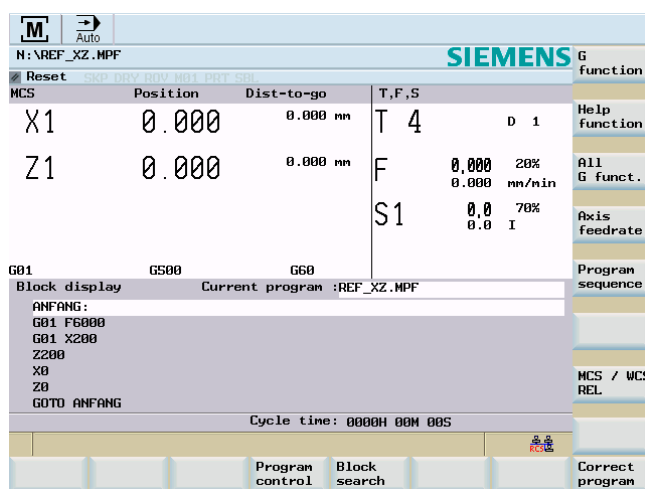 M
Auto
N:\REF_XZ.MPF
SIEMENS
G function
Reset SKP DRY ROV M01 PRT SBL
MCS Position Dist-to-go T,F,S
X1 0.000 0.000 mm T 4 D 1
Help function
Z1 0.000 0.000 mm F 0,000 20%
0.000 mm/min
All G funct.
S1 0,0 70%
0.0 I
Axis feedrate
G01 G500 G60
Block display Current program :REF_XZ.MPF
Program sequence
ANFANG:
G01 F6000
G01 X200
Z200
X0
Z0
GOTO ANFANG
MCS / WCS REL
Cycle time: 000H 00M 00S
RCS
Program control
Block search
Correct program